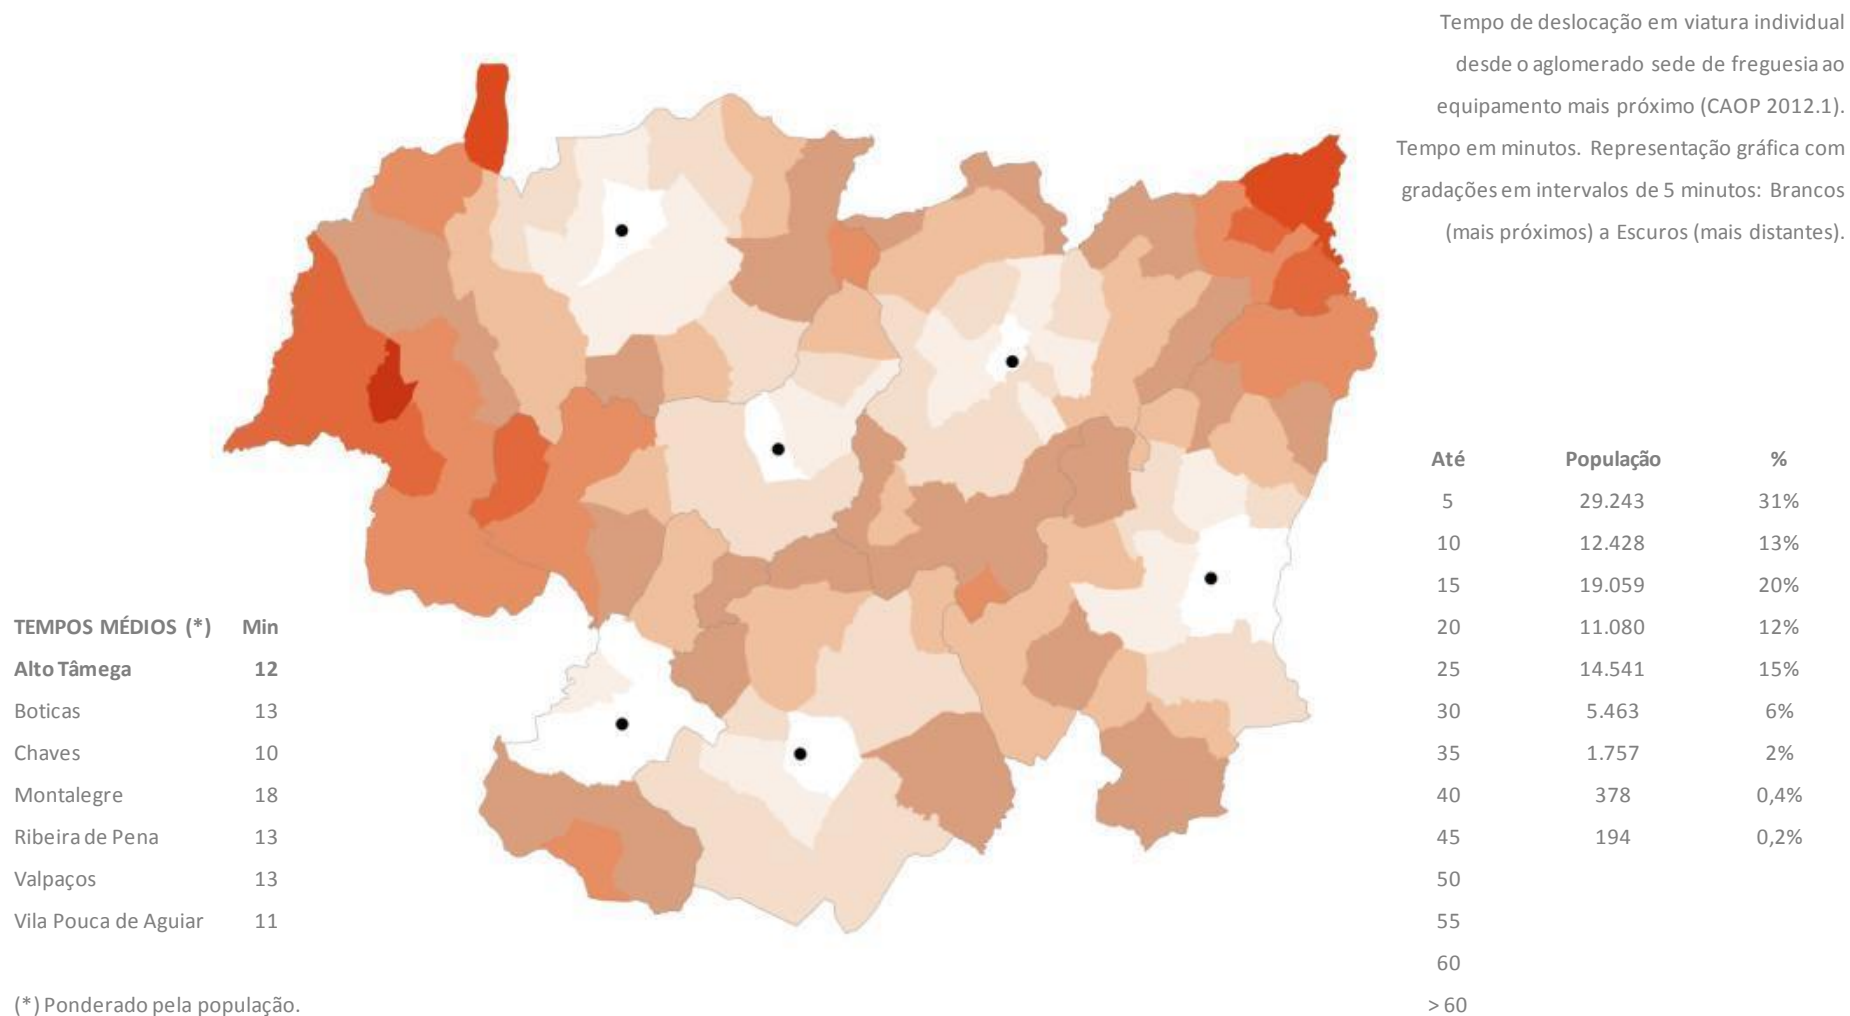 Tempo de deslocação em viatura individual
desde o aglomerado sede de freguesia ao
equipamento mais próximo (CAOP 2012.1).
Tempo em minutos. Representação gráfica com
gradações em intervalos de 5 minutos: Brancos
(mais próximos) a Escuros (mais distantes).
Até População %
5 29.243 31%
10 12.428 13%
15 19.059 20%
20 11.080 12%
25 14.541 15%
30 5.463 6%
35 1.757 2%
40 378 0,4%
45 194 0,2%
50
55
60
> 60
TEMPOS MÉDIOS (*) Min
Alto Tâmega 12
Boticas 13
Chaves 10
Montalegre 18
Ribeira de Pena 13
Valpaços 13
Vila Pouca de Aguiar 11
(*) Ponderado pela população.